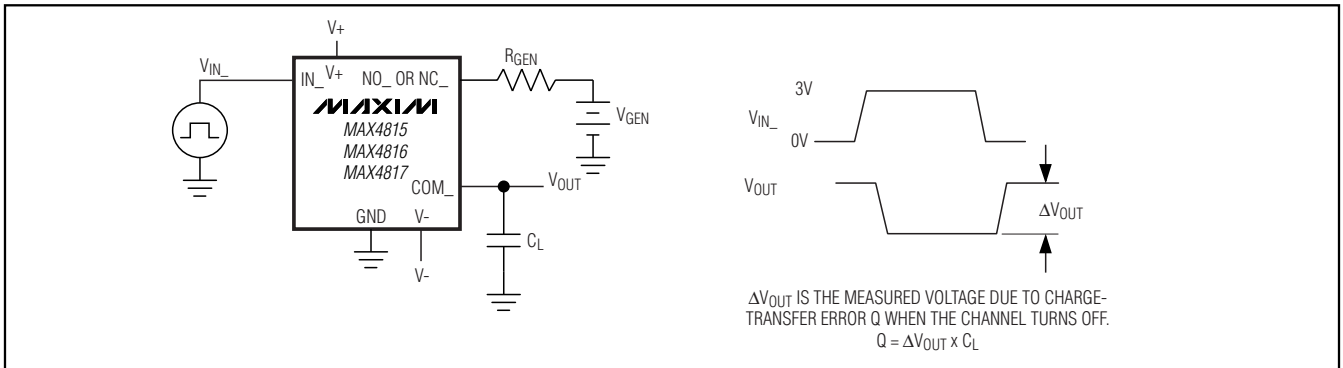 V+
V_IN_
IN_ V+ NO_ OR NC_
R_GEN
V_GEN
MAXIM
MAX4815
MAX4816
MAX4817
COM_
V_OUT
GND V-
C_L
V-
3V
V_IN_
0V
V_OUT
ΔV_OUT
ΔV_OUT IS THE MEASURED VOLTAGE DUE TO CHARGE-
TRANSFER ERROR Q WHEN THE CHANNEL TURNS OFF.
Q = ΔV_OUT x C_L